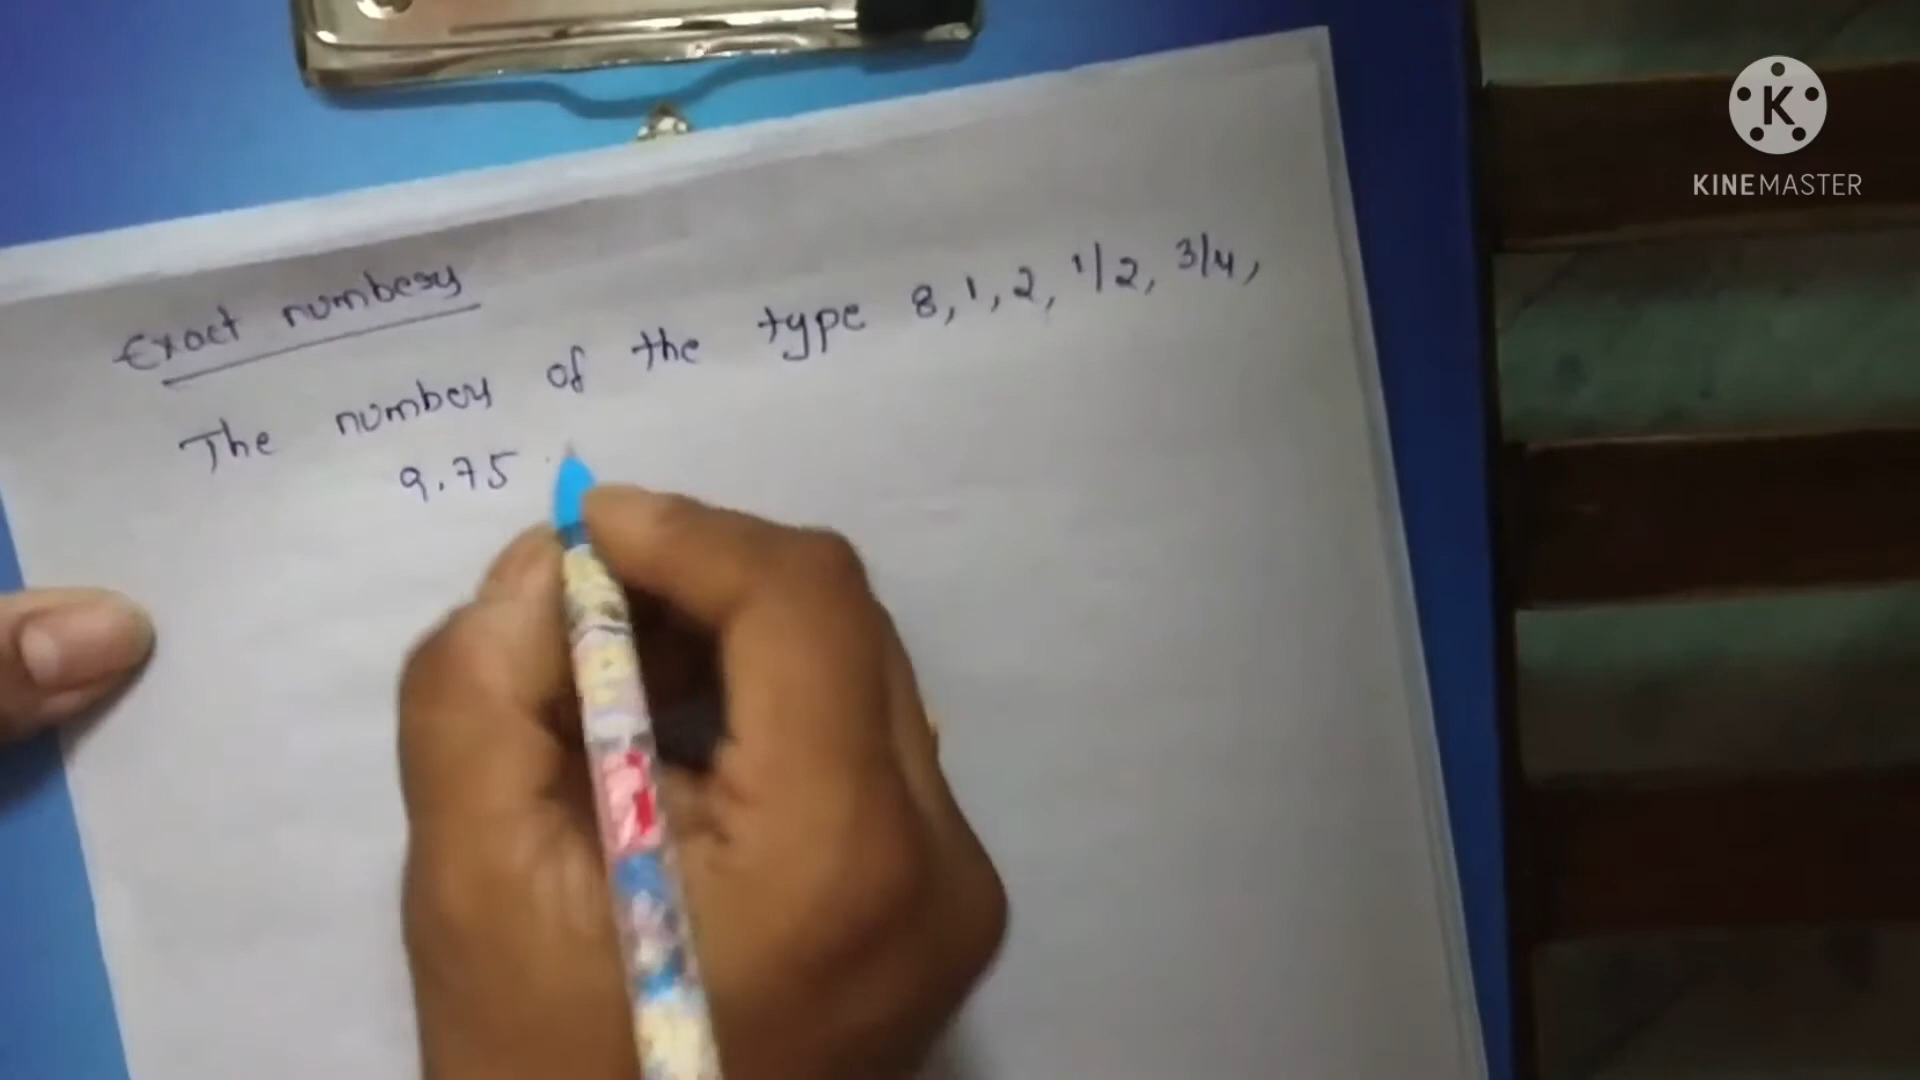 Exact numbers
The number of the type 8, 1, 2, 1/2, 3/4,
9.75
K
KINEMASTER